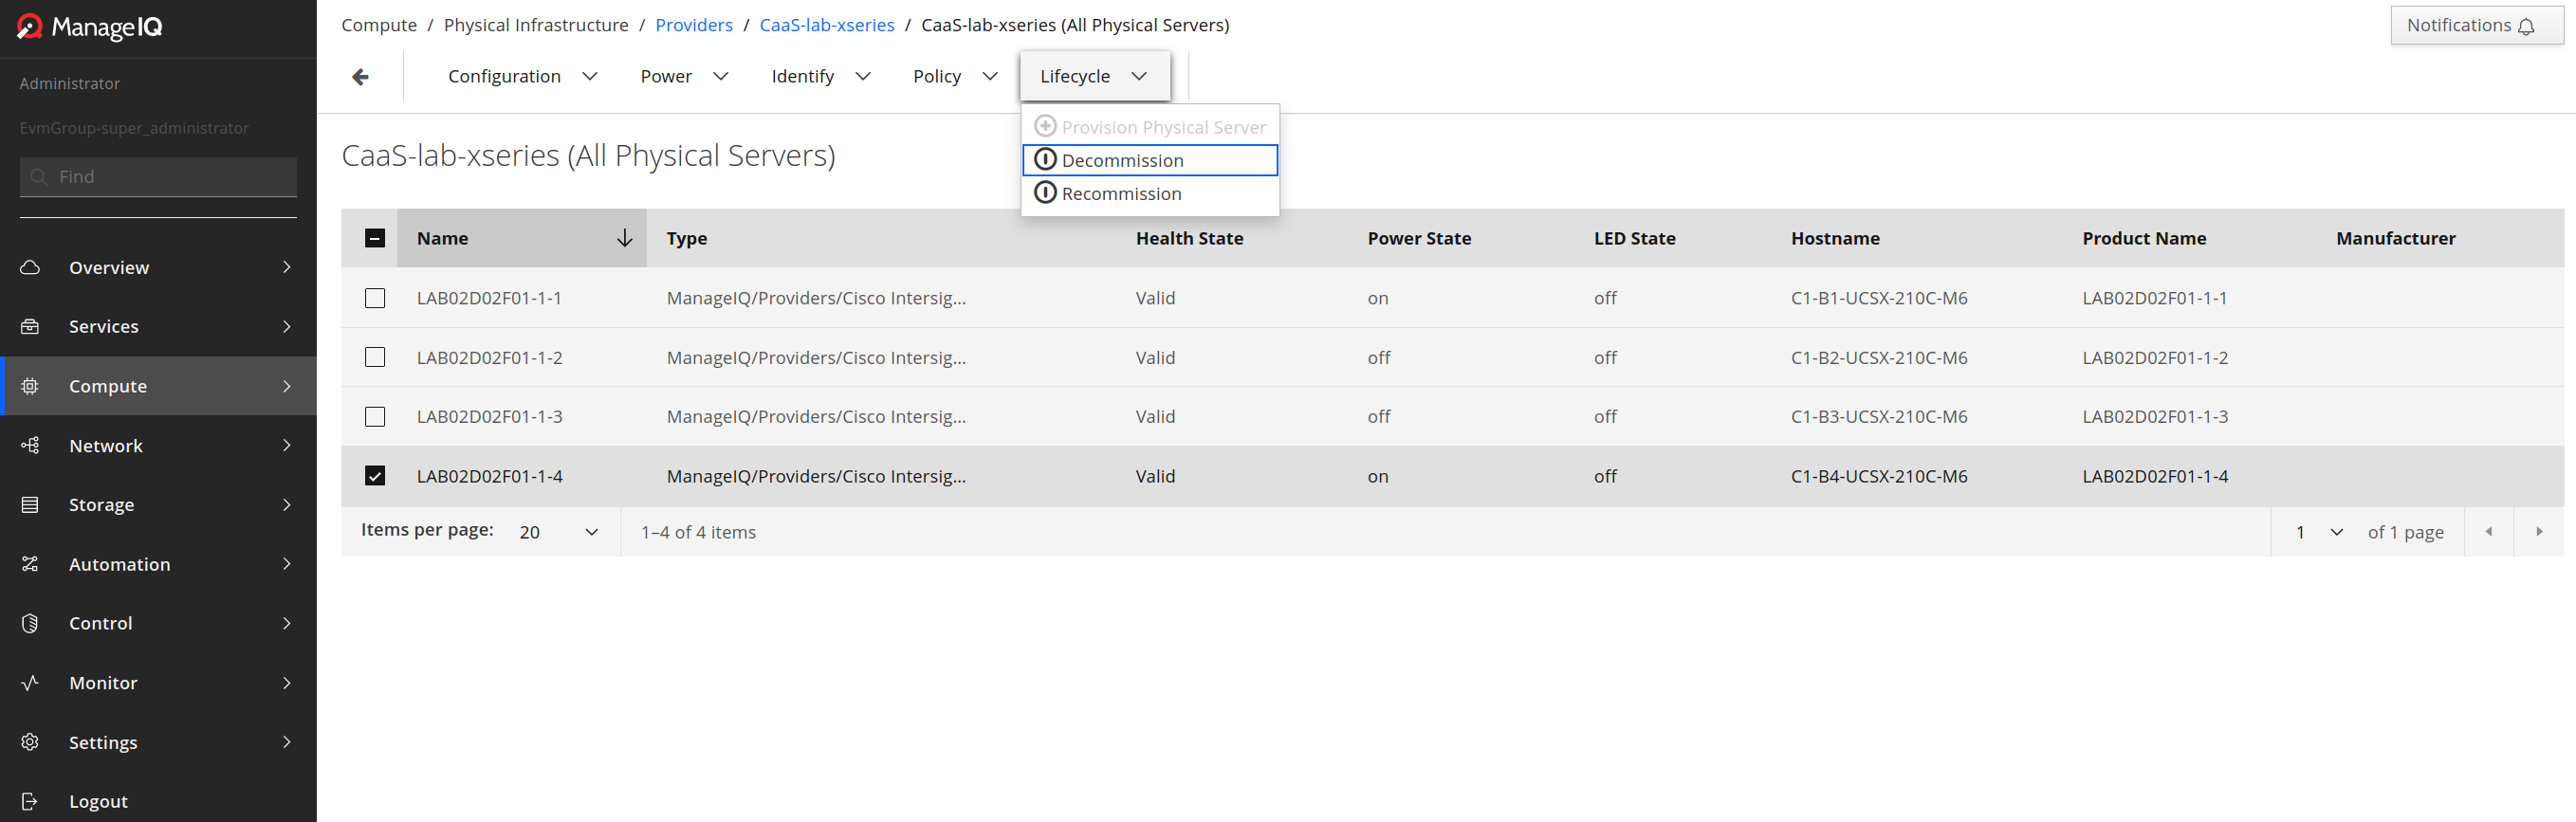 ManageIQ
Administrator
EvmGroup-super_administrator
Find
Overview
Services
Compute
Network
Storage
Automation
Control
Monitor
Settings
Logout
Compute / Physical Infrastructure / Providers / CaaS-lab-xseries / CaaS-lab-xseries (All Physical Servers)
Notifications
Configuration Power Identify Policy Lifecycle
Provision Physical Server
Decommission
Recommission
CaaS-lab-xseries (All Physical Servers)
Name Type Health State Power State LED State Hostname Product Name Manufacturer
LAB02D02F01-1-1 ManageIQ/Providers/Cisco Intersig... Valid on off C1-B1-UCSX-210C-M6 LAB02D02F01-1-1
LAB02D02F01-1-2 ManageIQ/Providers/Cisco Intersig... Valid off off C1-B2-UCSX-210C-M6 LAB02D02F01-1-2
LAB02D02F01-1-3 ManageIQ/Providers/Cisco Intersig... Valid off off C1-B3-UCSX-210C-M6 LAB02D02F01-1-3
LAB02D02F01-1-4 ManageIQ/Providers/Cisco Intersig... Valid on off C1-B4-UCSX-210C-M6 LAB02D02F01-1-4
Items per page: 20 1–4 of 4 items 1 of 1 page